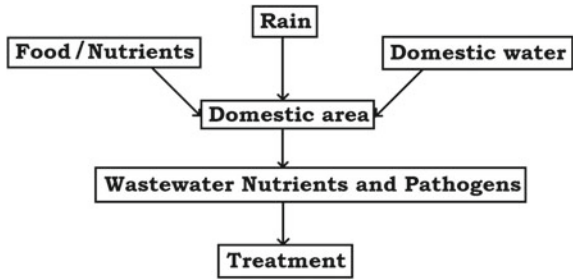 Rain
Food/Nutrients
Domestic water
Domestic area
Wastewater Nutrients and Pathogens
Treatment